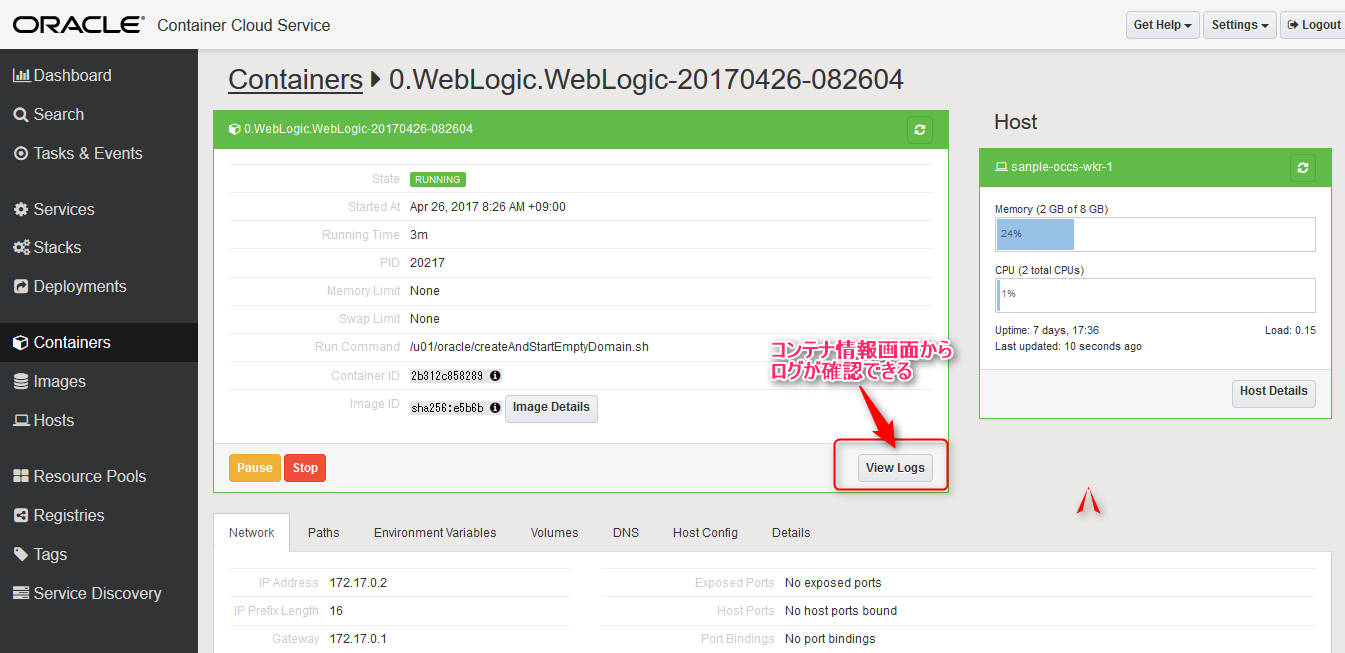 ORACLE® Container Cloud Service
Get Help
Settings
Logout
Dashboard
Search
Tasks & Events
Services
Stacks
Deployments
Containers
Images
Hosts
Resource Pools
Registries
Tags
Service Discovery
Containers 0.WebLogic.WebLogic-20170426-082604
0.WebLogic.WebLogic-20170426-082604
State RUNNING
Started At Apr 26, 2017 8:26 AM +09:00
Running Time 3m
PID 20217
Memory Limit None
Swap Limit None
Run Command /u01/oracle/createAndStartEmptyDomain.sh
Container ID 2b312c858289
Image ID sha256:e5b6b Image Details
コンテナ情報画面から
ログが確認できる
Pause Stop View Logs
Host
sanple-occs-wkr-1
Memory (2 GB of 8 GB)
24%
CPU (2 total CPUs)
1%
Uptime: 7 days, 17:36 Load: 0.15
Last updated: 10 seconds ago
Host Details
Network Paths Environment Variables Volumes DNS Host Config Details
IP Address 172.17.0.2
IP Prefix Length 16
Gateway 172.17.0.1
Exposed Ports No exposed ports
Host Ports No host ports bound
Port Bindings No port bindings